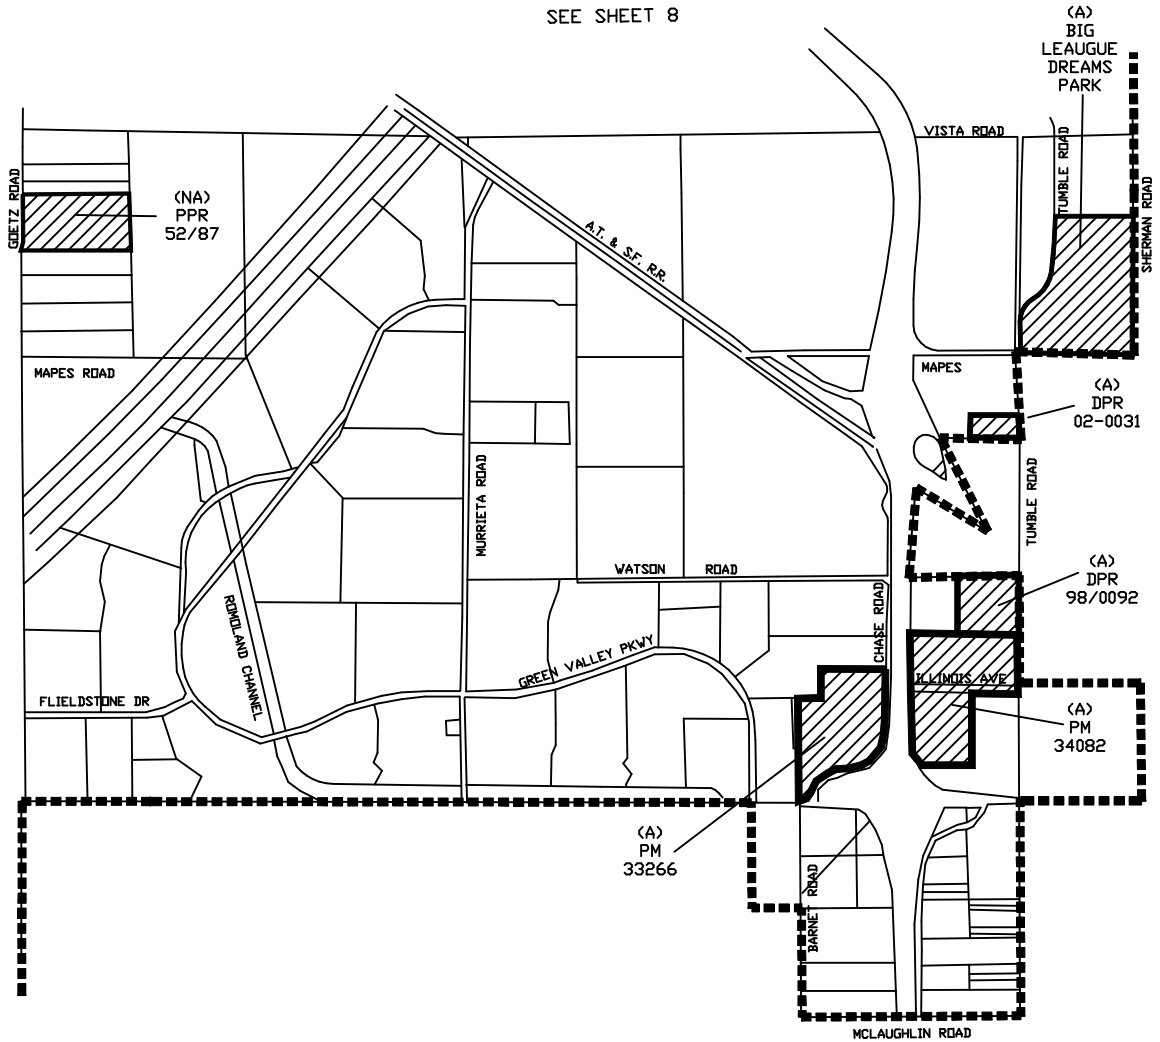 SEE SHEET 8
(A)
BIG
LEAUGUE
DREAMS
PARK
VISTA ROAD
TUMBLE ROAD
SHERMAN ROAD
GOETZ ROAD
(NA)
PPR
52/87
A.T. & S.F. R.R.
MAPES ROAD
MAPES
(A)
DPR
02-0031
MURRIETA ROAD
TUMBLE ROAD
WATSON ROAD
(A)
DPR
98/0092
CHASE ROAD
ROMOLAND CHANNEL
GREEN VALLEY PKWY
ILLINOIS AVE
FLIELDSTONE DR
(A)
PM
34082
(A)
PM
33266
BARNET ROAD
MCLAUGHLIN ROAD